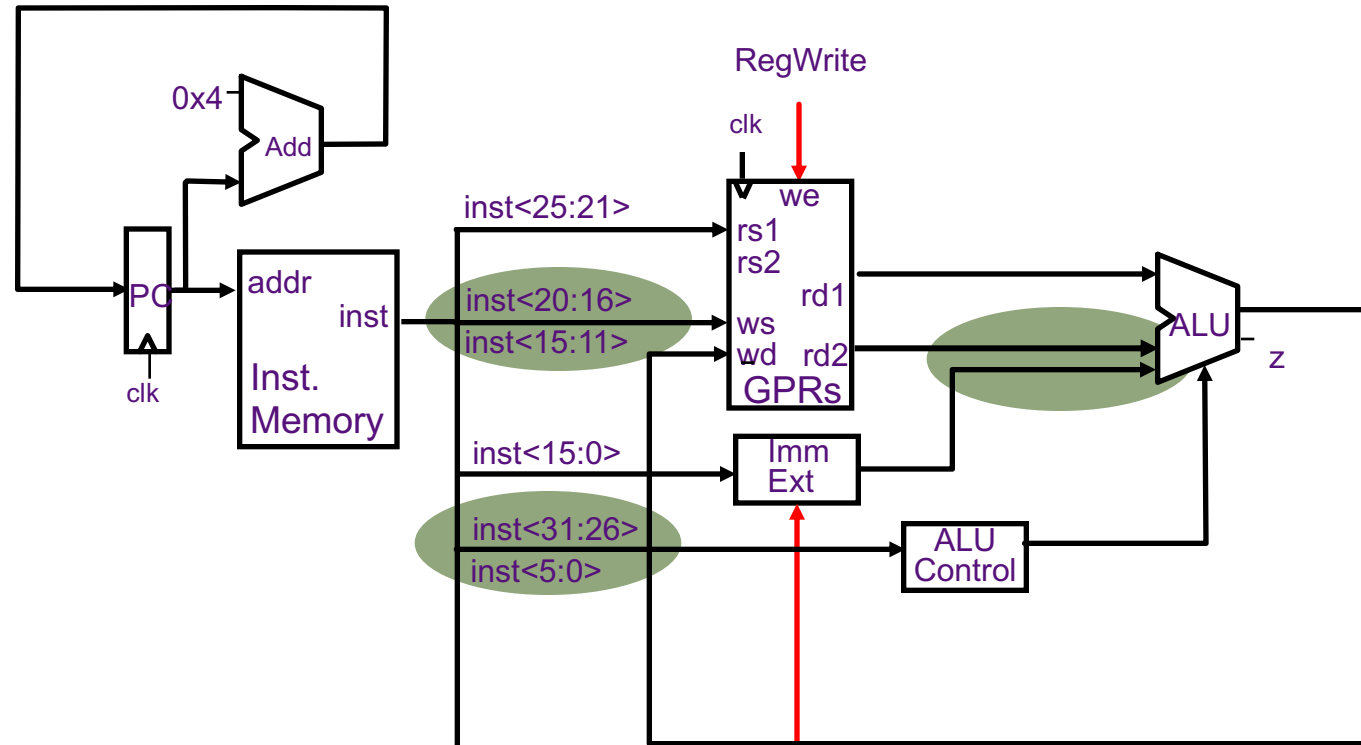 RegWrite
0x4
Add
clk
we
inst<25:21>
rs1
rs2
PC
addr
inst
clk
Inst.
Memory
inst<20:16>
inst<15:11>
ws
wd
rd1
rd2
GPRs
ALU
z
inst<15:0>
Imm
Ext
inst<31:26>
inst<5:0>
ALU
Control